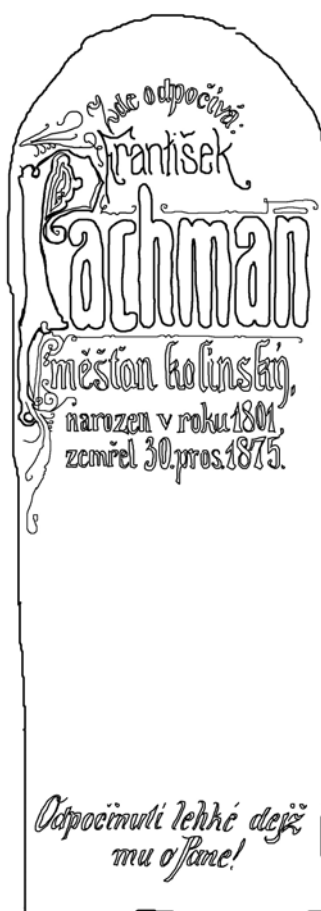 Zde odpočívá:
František
Pachman̄
měšťan kolínský,
narozen v roku 1801,
zemřel 30.pros.1875.
Odpočinutí lehké dejž
mu o Pane!